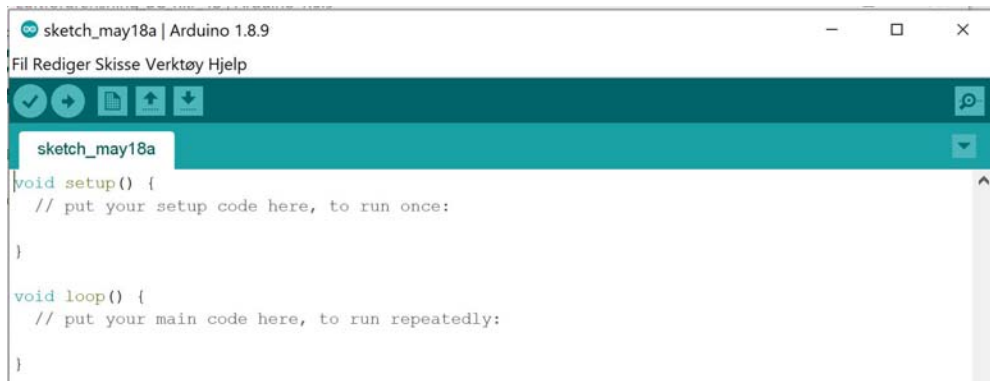 sketch_may18a | Arduino 1.8.9
Fil Rediger Skisse Verktøy Hjelp
sketch_may18a
void setup() {
  // put your setup code here, to run once:
}
void loop() {
  // put your main code here, to run repeatedly:
}